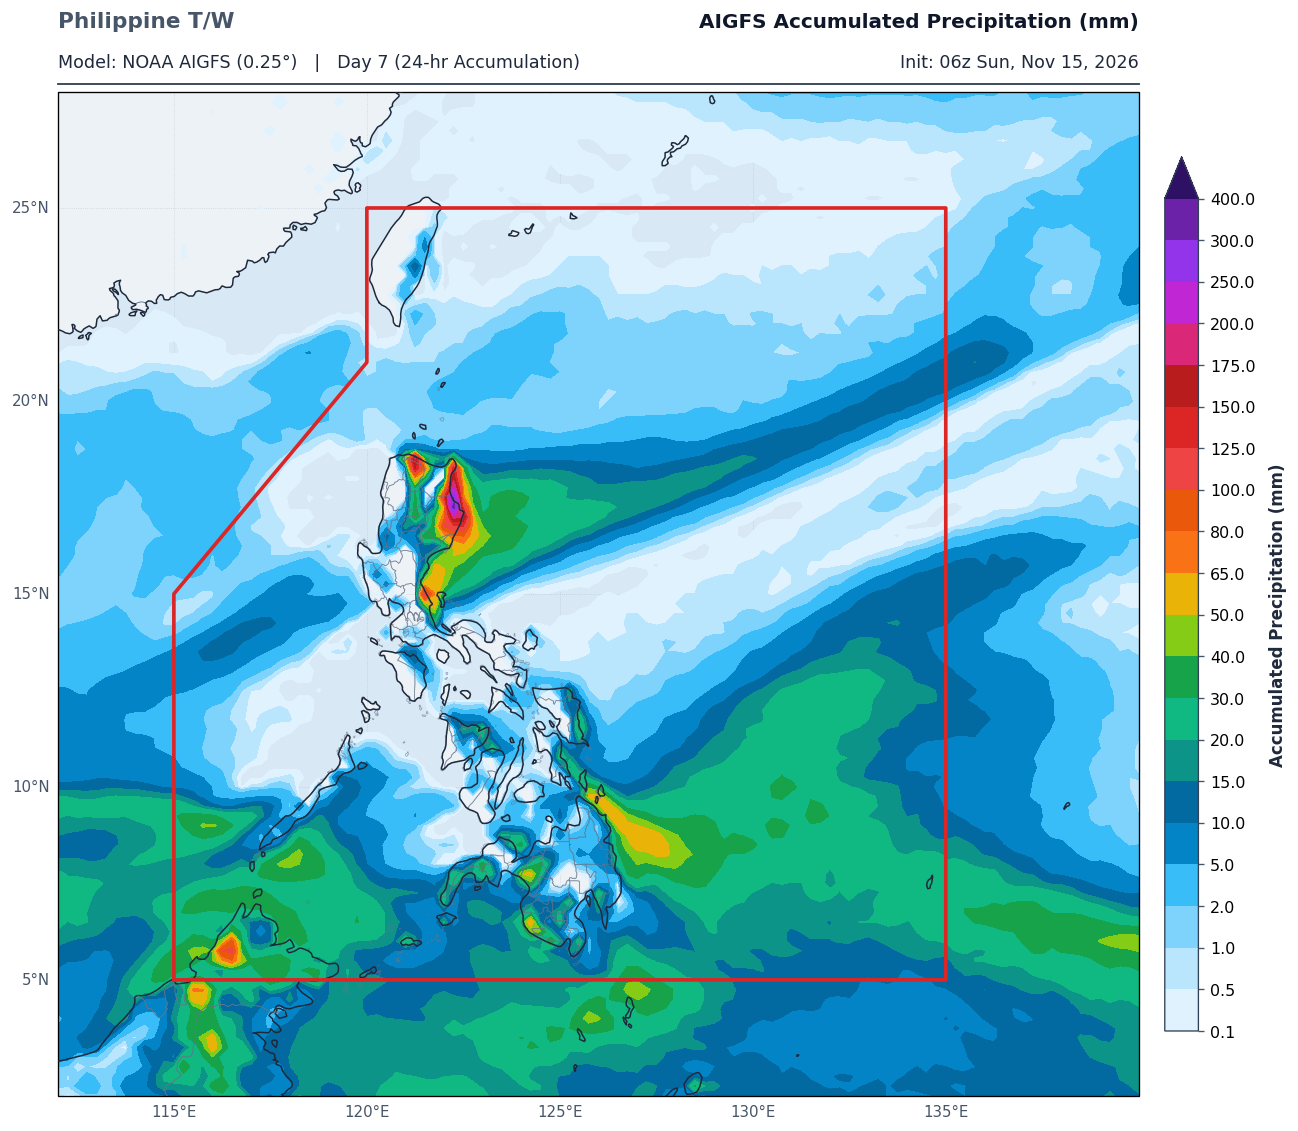 Philippine T/W
AIGFS Accumulated Precipitation (mm)
Model: NOAA AIGFS (0.25°)   |   Day 7 (24-hr Accumulation)
Init: 06z Sun, Nov 15, 2026
25°N
20°N
15°N
10°N
5°N
115°E
120°E
125°E
130°E
135°E
400.0
300.0
250.0
200.0
175.0
150.0
125.0
100.0
80.0
65.0
50.0
40.0
30.0
20.0
15.0
10.0
5.0
2.0
1.0
0.5
0.1
Accumulated Precipitation (mm)